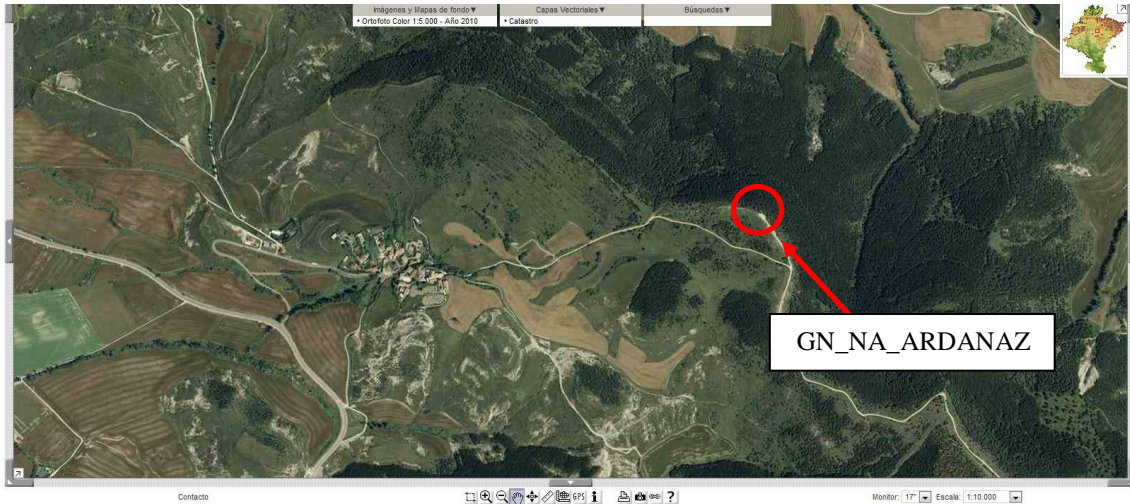 Imágenes y Mapas de fondo ▼
Capas Vectoriales ▼
Búsquedas ▼
• Ortofoto Color 1:5.000 - Año 2010
• Catastro
GN_NA_ARDANAZ
Contacto
GPS
i
?
Monitor: 17"
Escala: 1:10.000